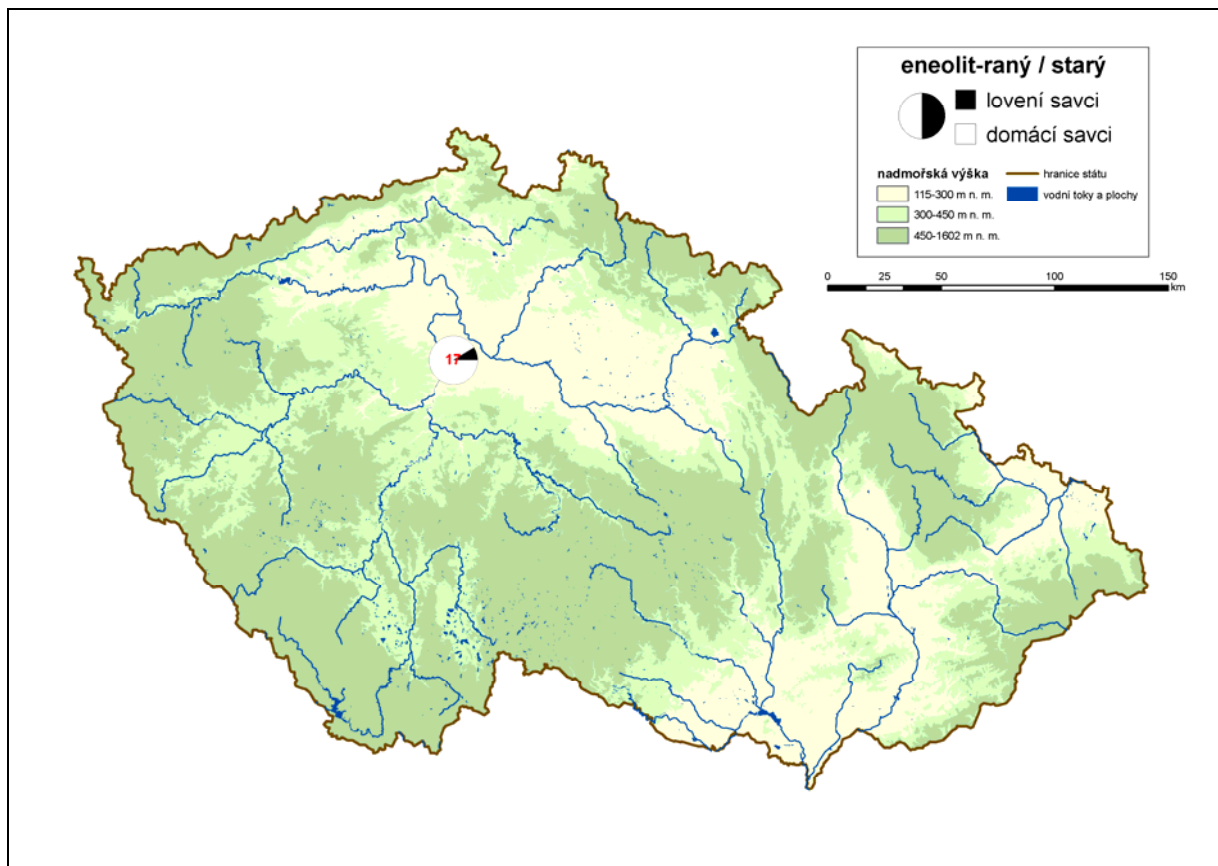 eneolit-raný / starý
lovení savci
domácí savci
nadmořská výška
hranice státu
115-300 m n. m.
vodní toky a plochy
300-450 m n. m.
450-1602 m n. m.
0 25 50 100 150
km
17